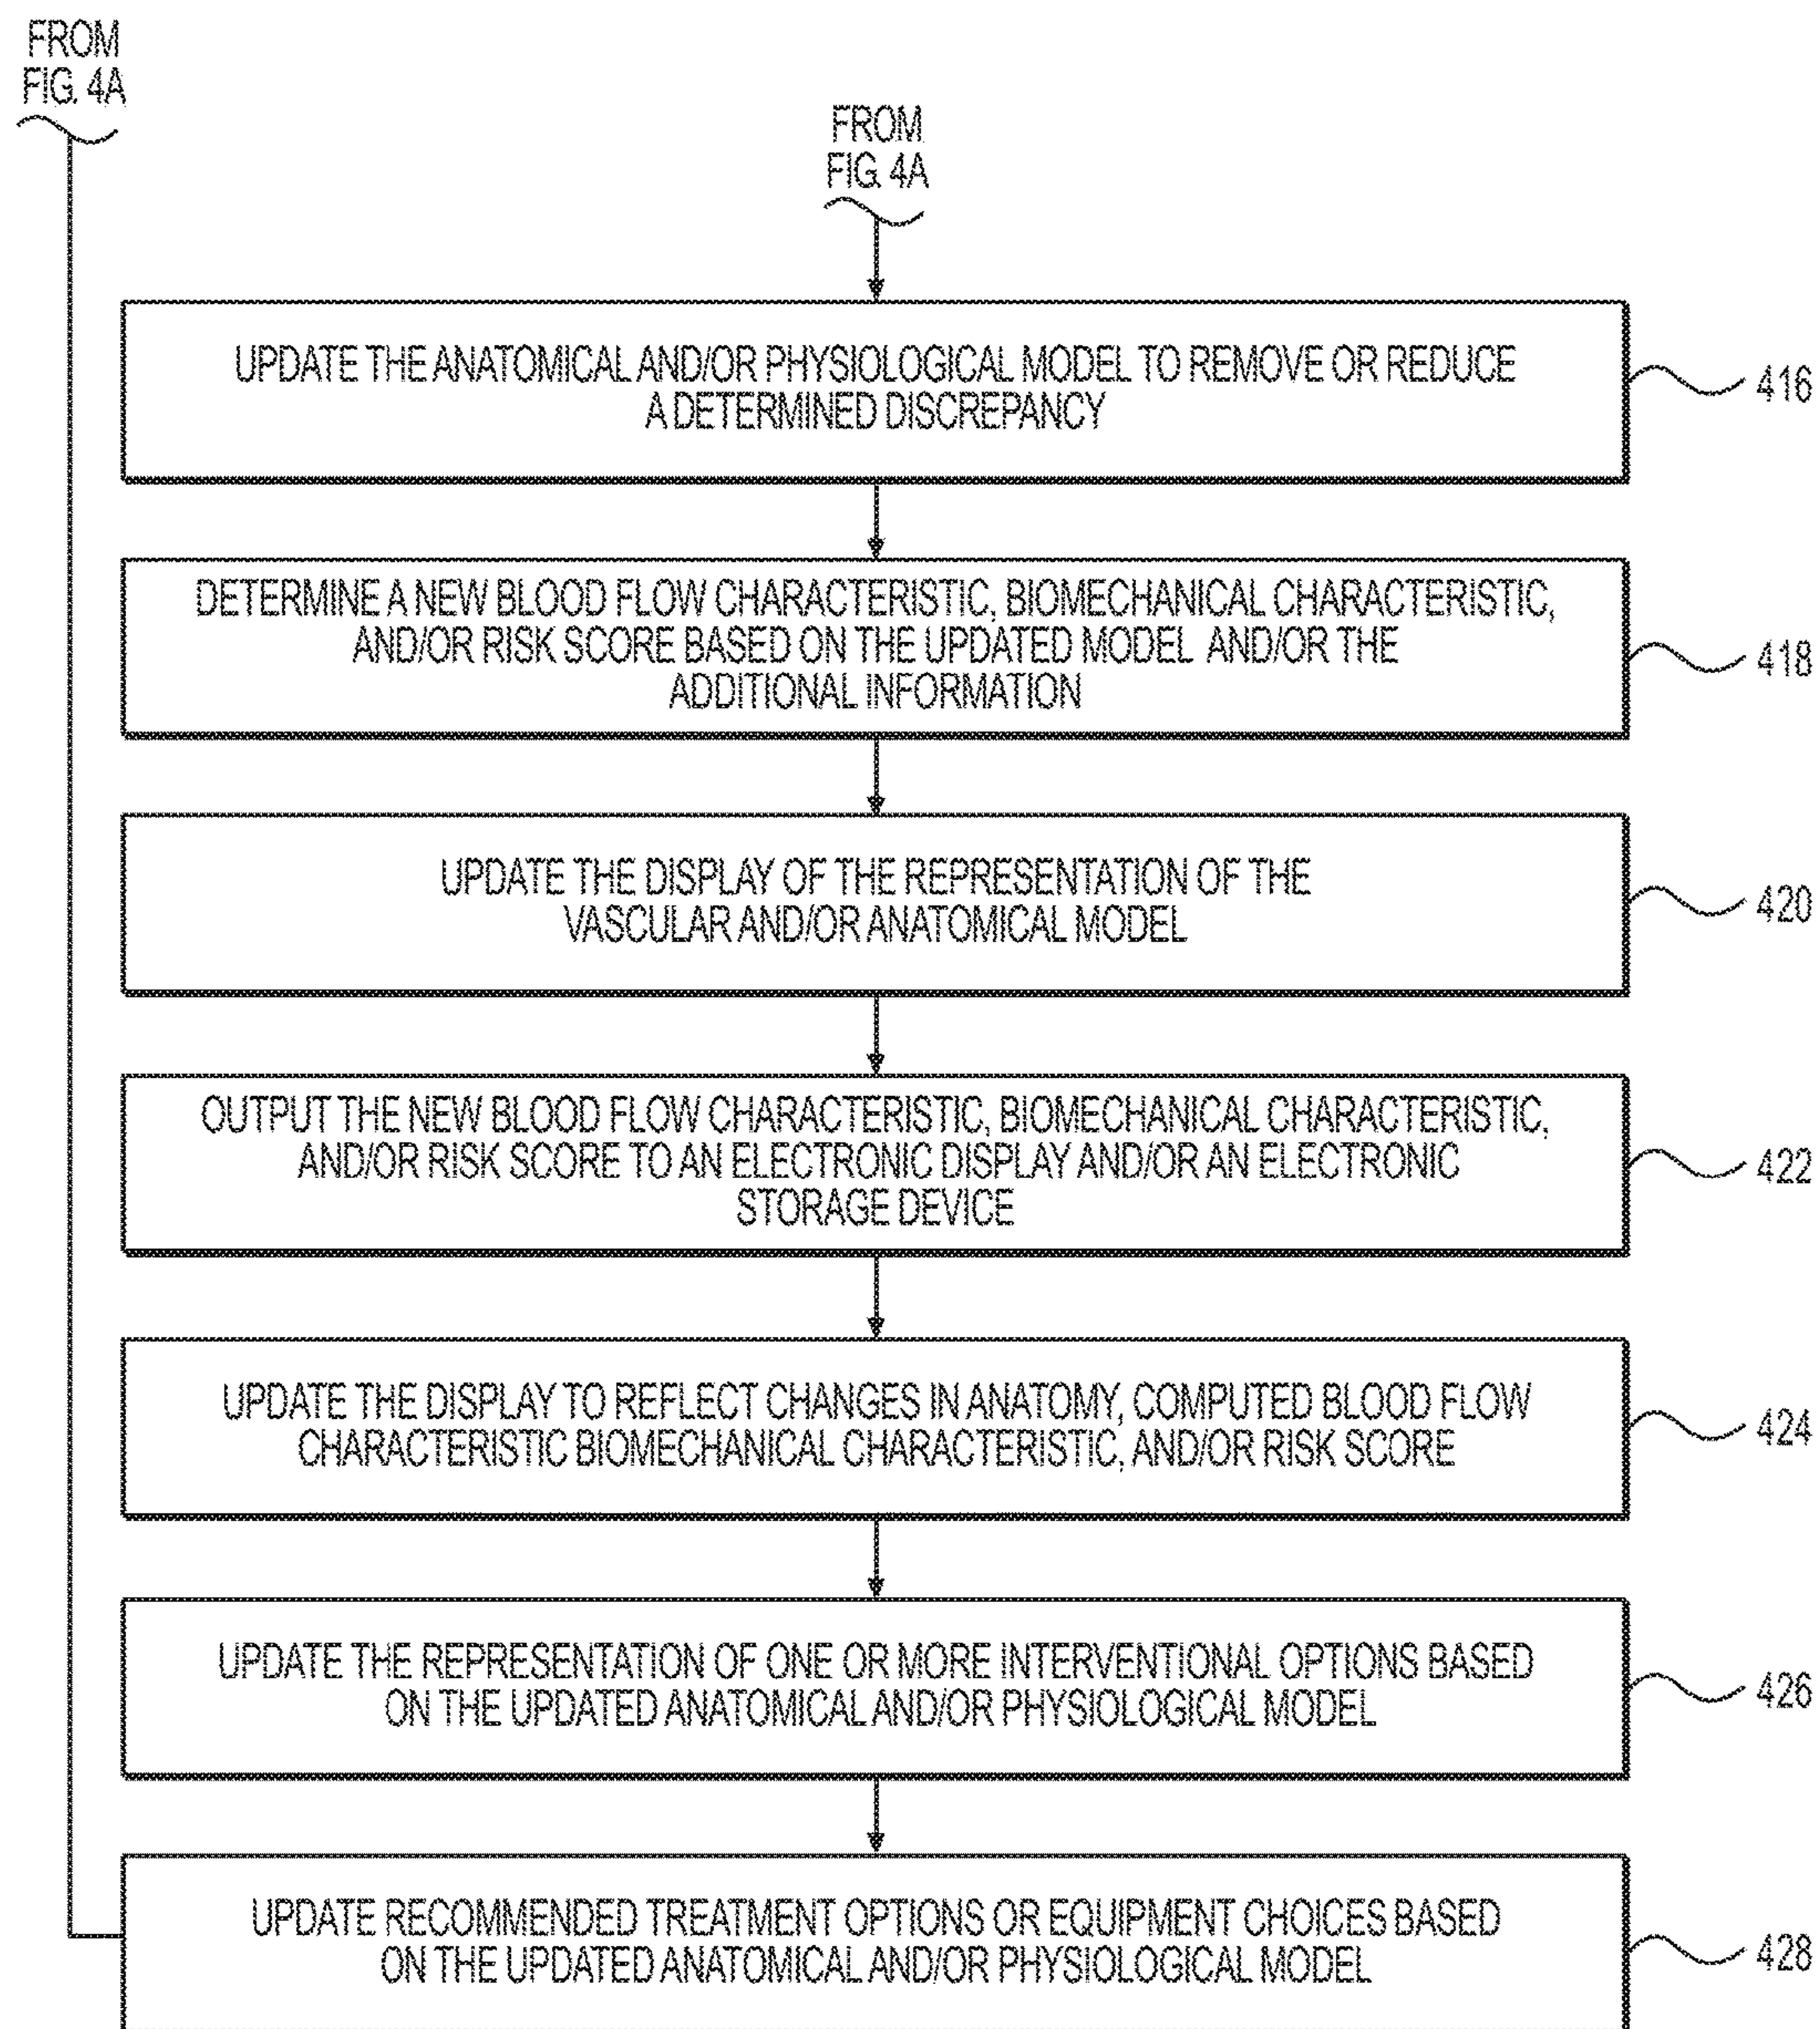 FROM
FIG. 4A
FROM
FIG. 4A
UPDATE THE ANATOMICAL AND/OR PHYSIOLOGICAL MODEL TO REMOVE OR REDUCE
A DETERMINED DISCREPANCY
416
DETERMINE A NEW BLOOD FLOW CHARACTERISTIC, BIOMECHANICAL CHARACTERISTIC,
AND/OR RISK SCORE BASED ON THE UPDATED MODEL AND/OR THE
ADDITIONAL INFORMATION
418
UPDATE THE DISPLAY OF THE REPRESENTATION OF THE
VASCULAR AND/OR ANATOMICAL MODEL
420
OUTPUT THE NEW BLOOD FLOW CHARACTERISTIC, BIOMECHANICAL CHARACTERISTIC,
AND/OR RISK SCORE TO AN ELECTRONIC DISPLAY AND/OR AN ELECTRONIC
STORAGE DEVICE
422
UPDATE THE DISPLAY TO REFLECT CHANGES IN ANATOMY, COMPUTED BLOOD FLOW
CHARACTERISTIC BIOMECHANICAL CHARACTERISTIC, AND/OR RISK SCORE
424
UPDATE THE REPRESENTATION OF ONE OR MORE INTERVENTIONAL OPTIONS BASED
ON THE UPDATED ANATOMICAL AND/OR PHYSIOLOGICAL MODEL
426
UPDATE RECOMMENDED TREATMENT OPTIONS OR EQUIPMENT CHOICES BASED
ON THE UPDATED ANATOMICAL AND/OR PHYSIOLOGICAL MODEL
428